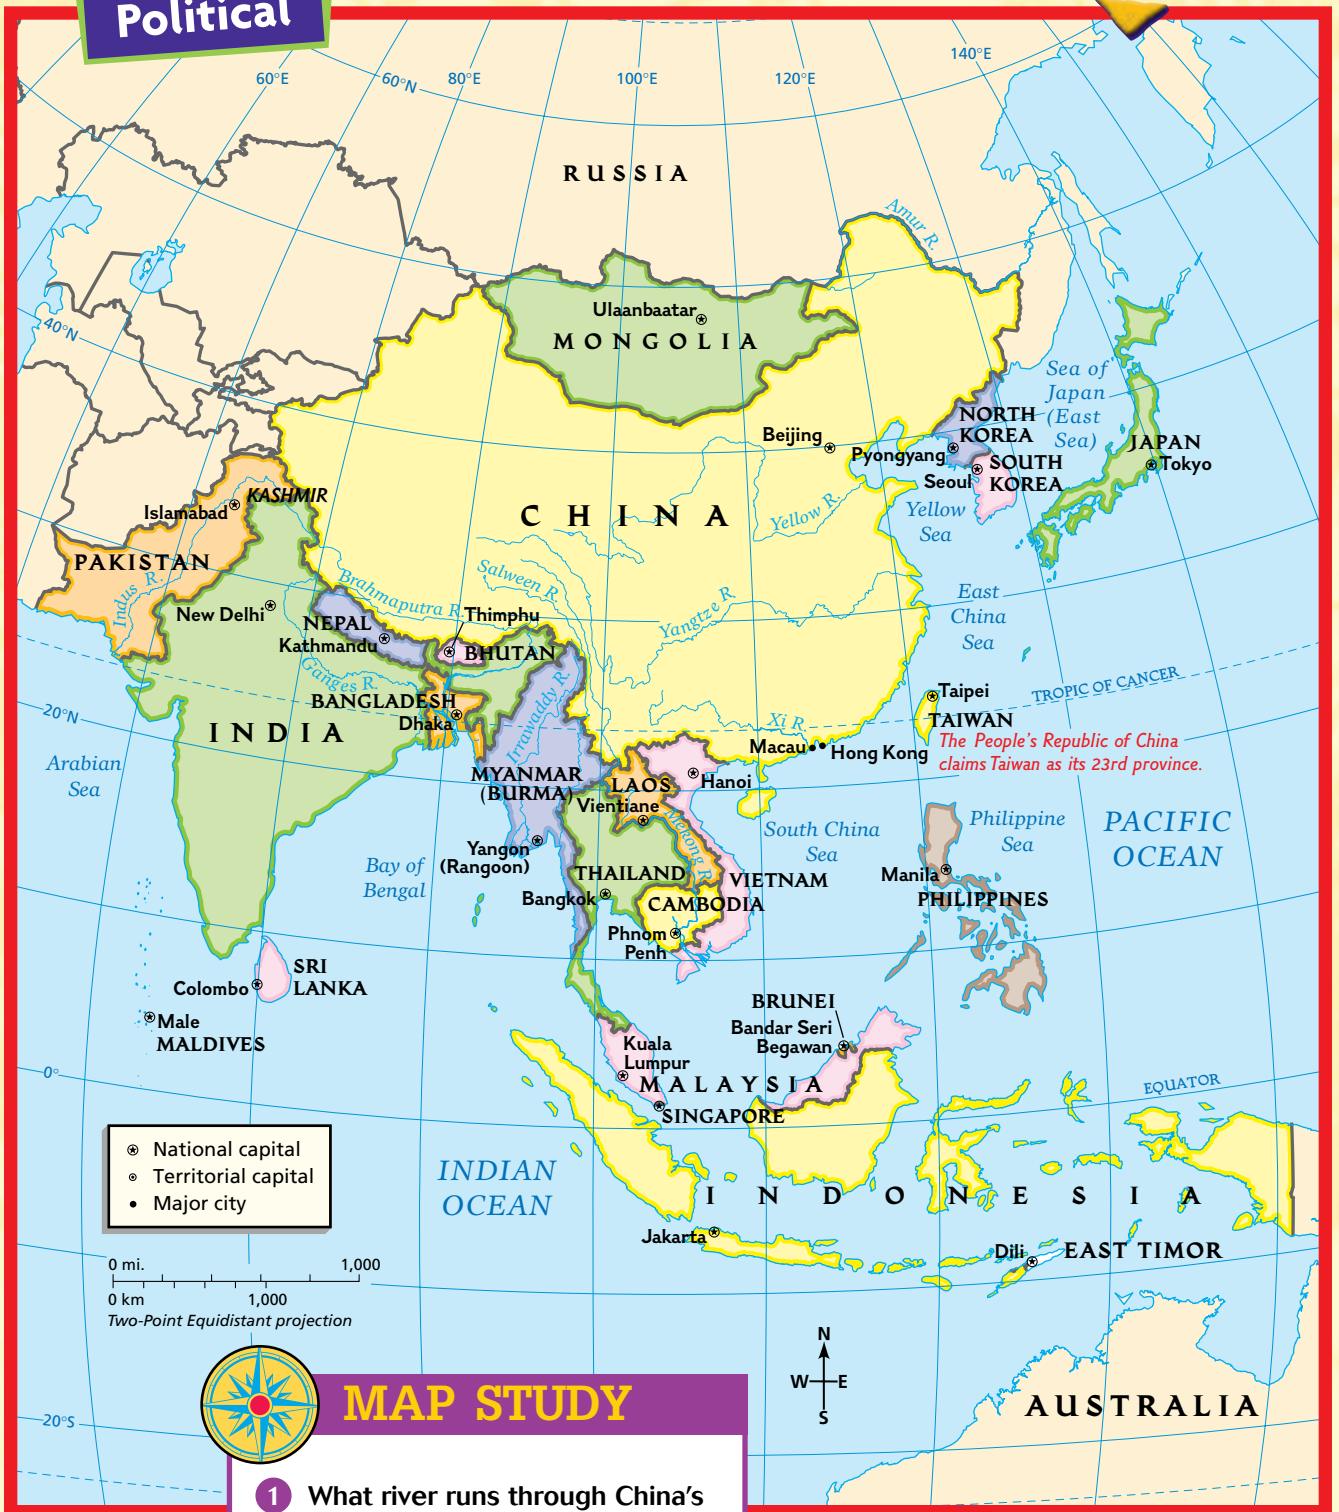 Political
60°E
60°N
80°E
100°E
120°E
140°E
RUSSIA
Amur R.
Ulaanbaatar
MONGOLIA
40°N
Sea of
Japan
(East
Sea)
NORTH
KOREA
Beijing
Pyongyang
JAPAN
Tokyo
SOUTH
KOREA
Seoul
KASHMIR
Islamabad
CHINA
Yellow R.
Yellow
Sea
PAKISTAN
Indus R.
Salween R.
Brahmaputra R.
New Delhi
NEPAL
Kathmandu
Thimphu
BHUTAN
Yangtze R.
East
China
Sea
Ganges R.
BANGLADESH
Dhaka
Irrawaddy R.
Taipei
TROPIC OF CANCER
20°N
INDIA
Xi R.
TAIWAN
Macau
Hong Kong
The People's Republic of China
claims Taiwan as its 23rd province.
Arabian
Sea
MYANMAR
(BURMA)
LAOS
Hanoi
Vientiane
Mekong R.
South China
Sea
Philippine
Sea
PACIFIC
OCEAN
Yangon
(Rangoon)
Bay of
Bengal
THAILAND
VIETNAM
Manila
Bangkok
CAMBODIA
PHILIPPINES
Phnom
Penh
SRI
LANKA
Colombo
Male
MALDIVES
BRUNEI
Bandar Seri
Begawan
Kuala
Lumpur
MALAYSIA
0°
EQUATOR
SINGAPORE
National capital
Territorial capital
Major city
INDIAN
OCEAN
INDONESIA
Jakarta
Dili
EAST TIMOR
0 mi.
1,000
0 km
1,000
Two-Point Equidistant projection
N
W
E
S
AUSTRALIA
20°S
MAP STUDY
1 What river runs through China's